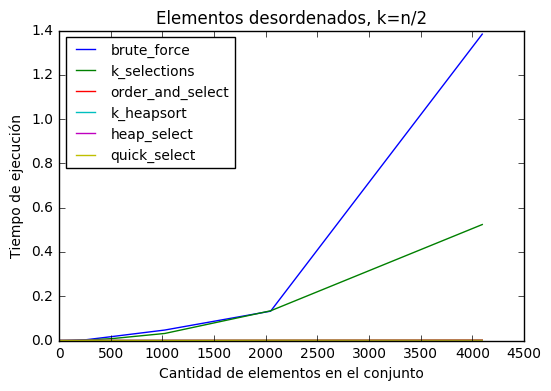 Elementos desordenados, k=n/2
Tiempo de ejecución
1.4
1.2
1.0
0.8
0.6
0.4
0.2
0.0
brute_force
k_selections
order_and_select
k_heapsort
heap_select
quick_select
0 500 1000 1500 2000 2500 3000 3500 4000 4500
Cantidad de elementos en el conjunto